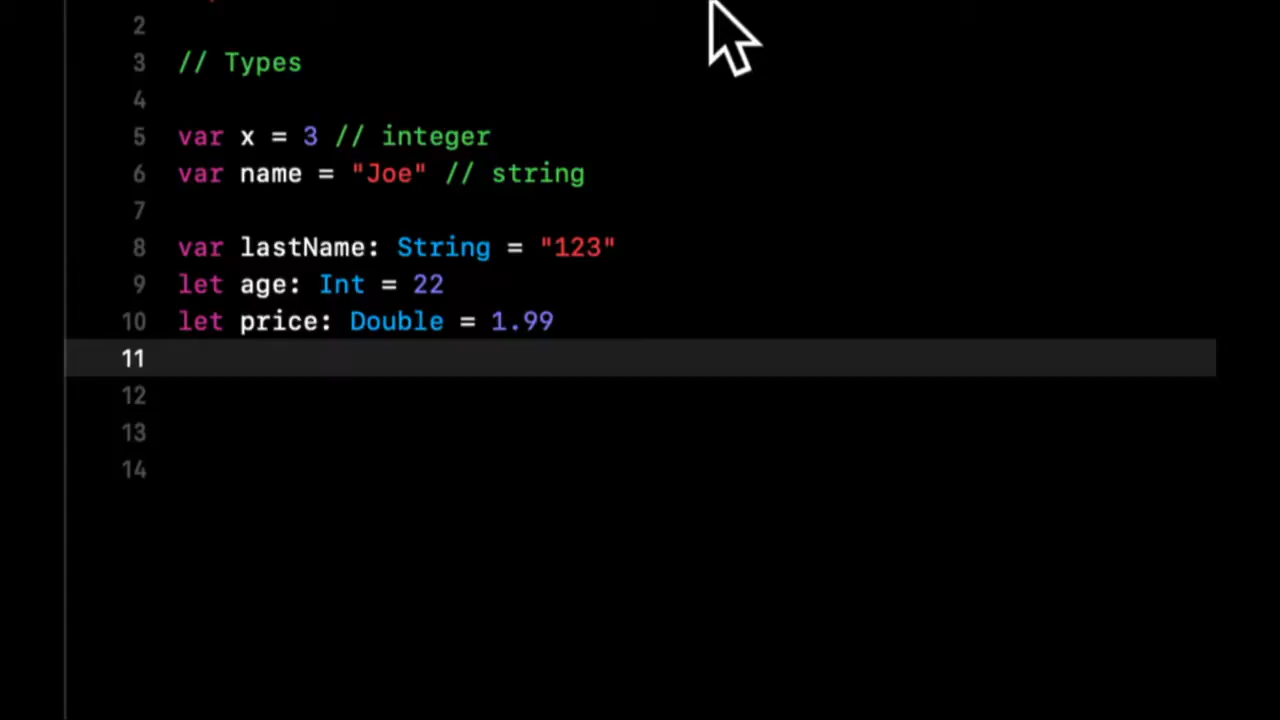 2
3 // Types
4
5 var x = 3 // integer
6 var name = "Joe" // string
7
8 var lastName: String = "123"
9 let age: Int = 22
10 let price: Double = 1.99
11
12
13
14